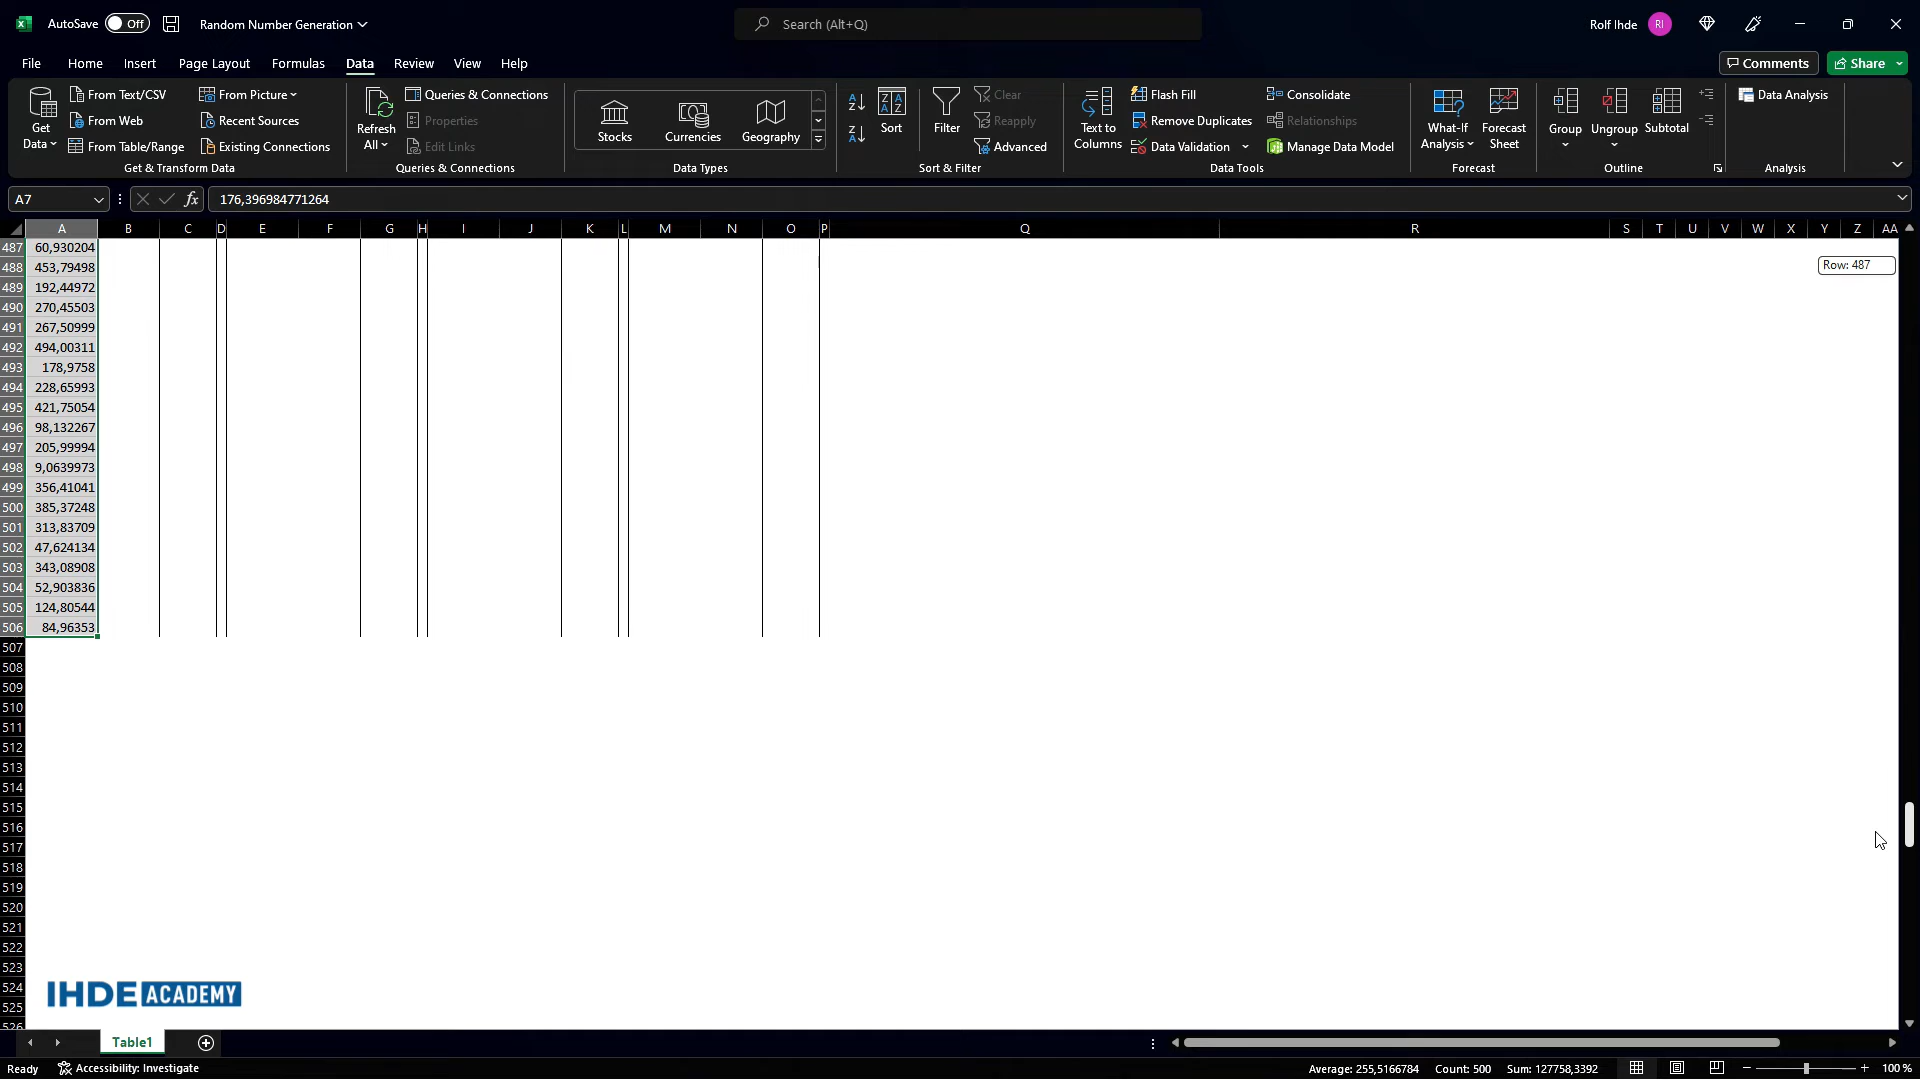 AutoSave Off Random Number Generation Search (Alt+Q) Rolf Ihde RI
File Home Insert Page Layout Formulas Data Review View Help Comments Share
Get Data From Text/CSV From Web From Table/Range From Picture Recent Sources Existing Connections
Get & Transform Data
Refresh All Queries & Connections Properties Edit Links
Queries & Connections
Stocks Currencies Geography
Data Types
Sort Filter Clear Reapply Advanced
Sort & Filter
Text to Columns Flash Fill Remove Duplicates Data Validation Consolidate Relationships Manage Data Model
Data Tools
What-If Analysis Forecast Sheet
Forecast
Group Ungroup Subtotal
Outline
Data Analysis
Analysis
A7 fx 176,396984771264
A B C D E F G H I J K L M N O P Q R S T U V W X Y Z AA
487 60,930204
Row: 487
488 453,79498
489 192,44972
490 270,45503
491 267,50999
492 494,00311
493 178,9758
494 228,65993
495 421,75054
496 98,132267
497 205,99994
498 9,0639973
499 356,41041
500 385,37248
501 313,83709
502 47,624134
503 343,08908
504 52,903836
505 124,80544
506 84,96353
507
508
509
510
511
512
513
514
515
516
517
518
519
520
521
522
523
524
525
526
IHDE ACADEMY
Table1
Ready Accessibility: Investigate Average: 255,5166784 Count: 500 Sum: 127758,3392 100 %